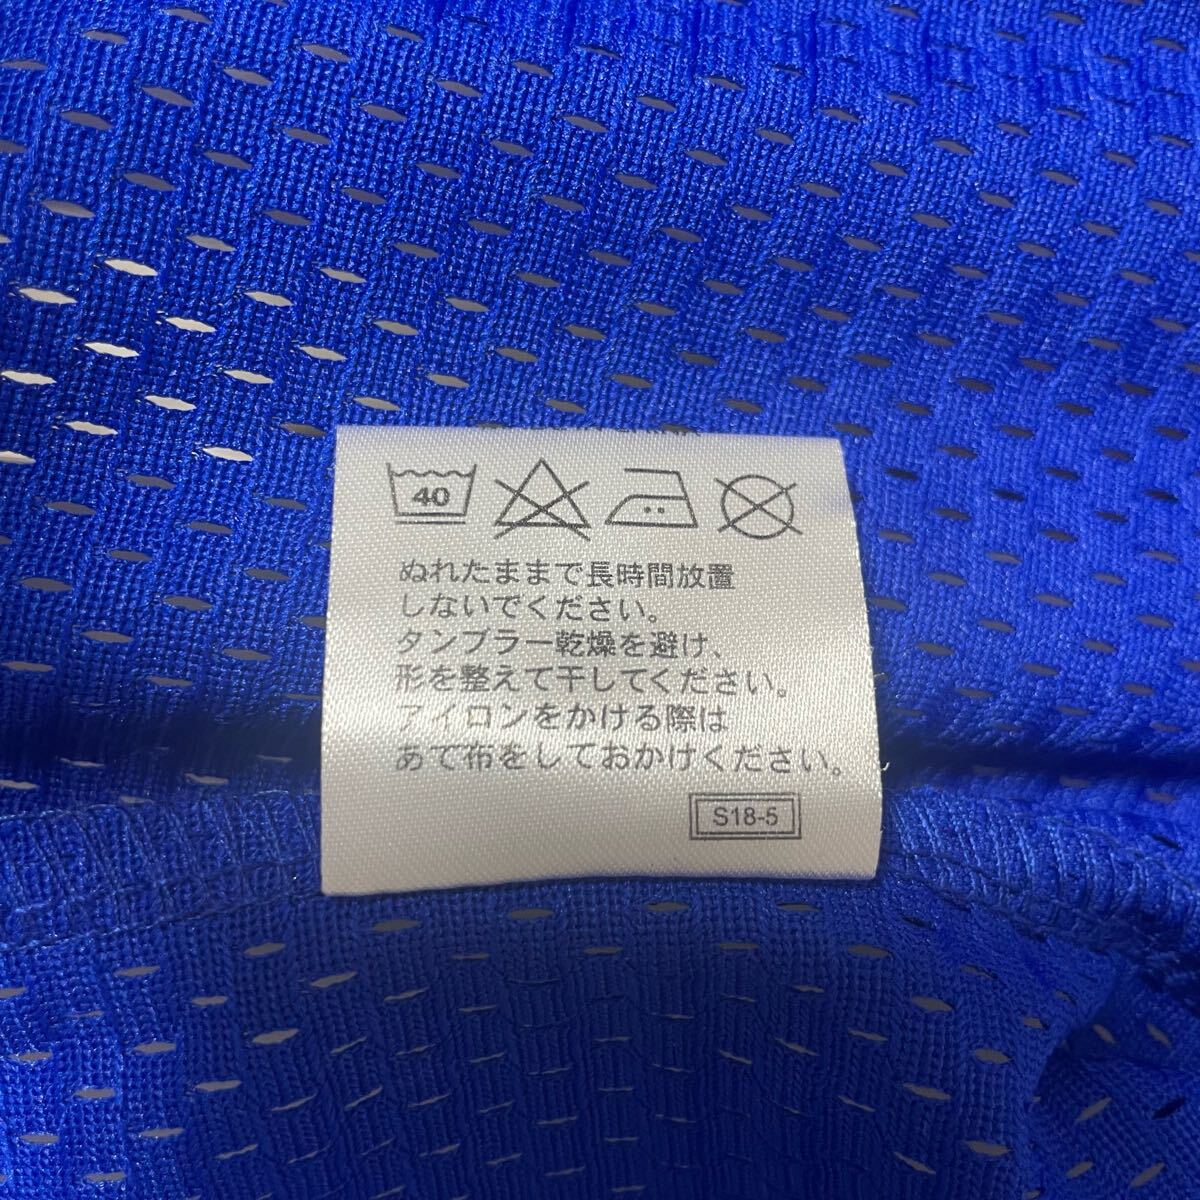 40
ぬれたままで長時間放置
しないでください。
タンブラー乾燥を避け、
形を整えて干してください。
アイロンをかける際は
あて布をしておかけください。
S18-5